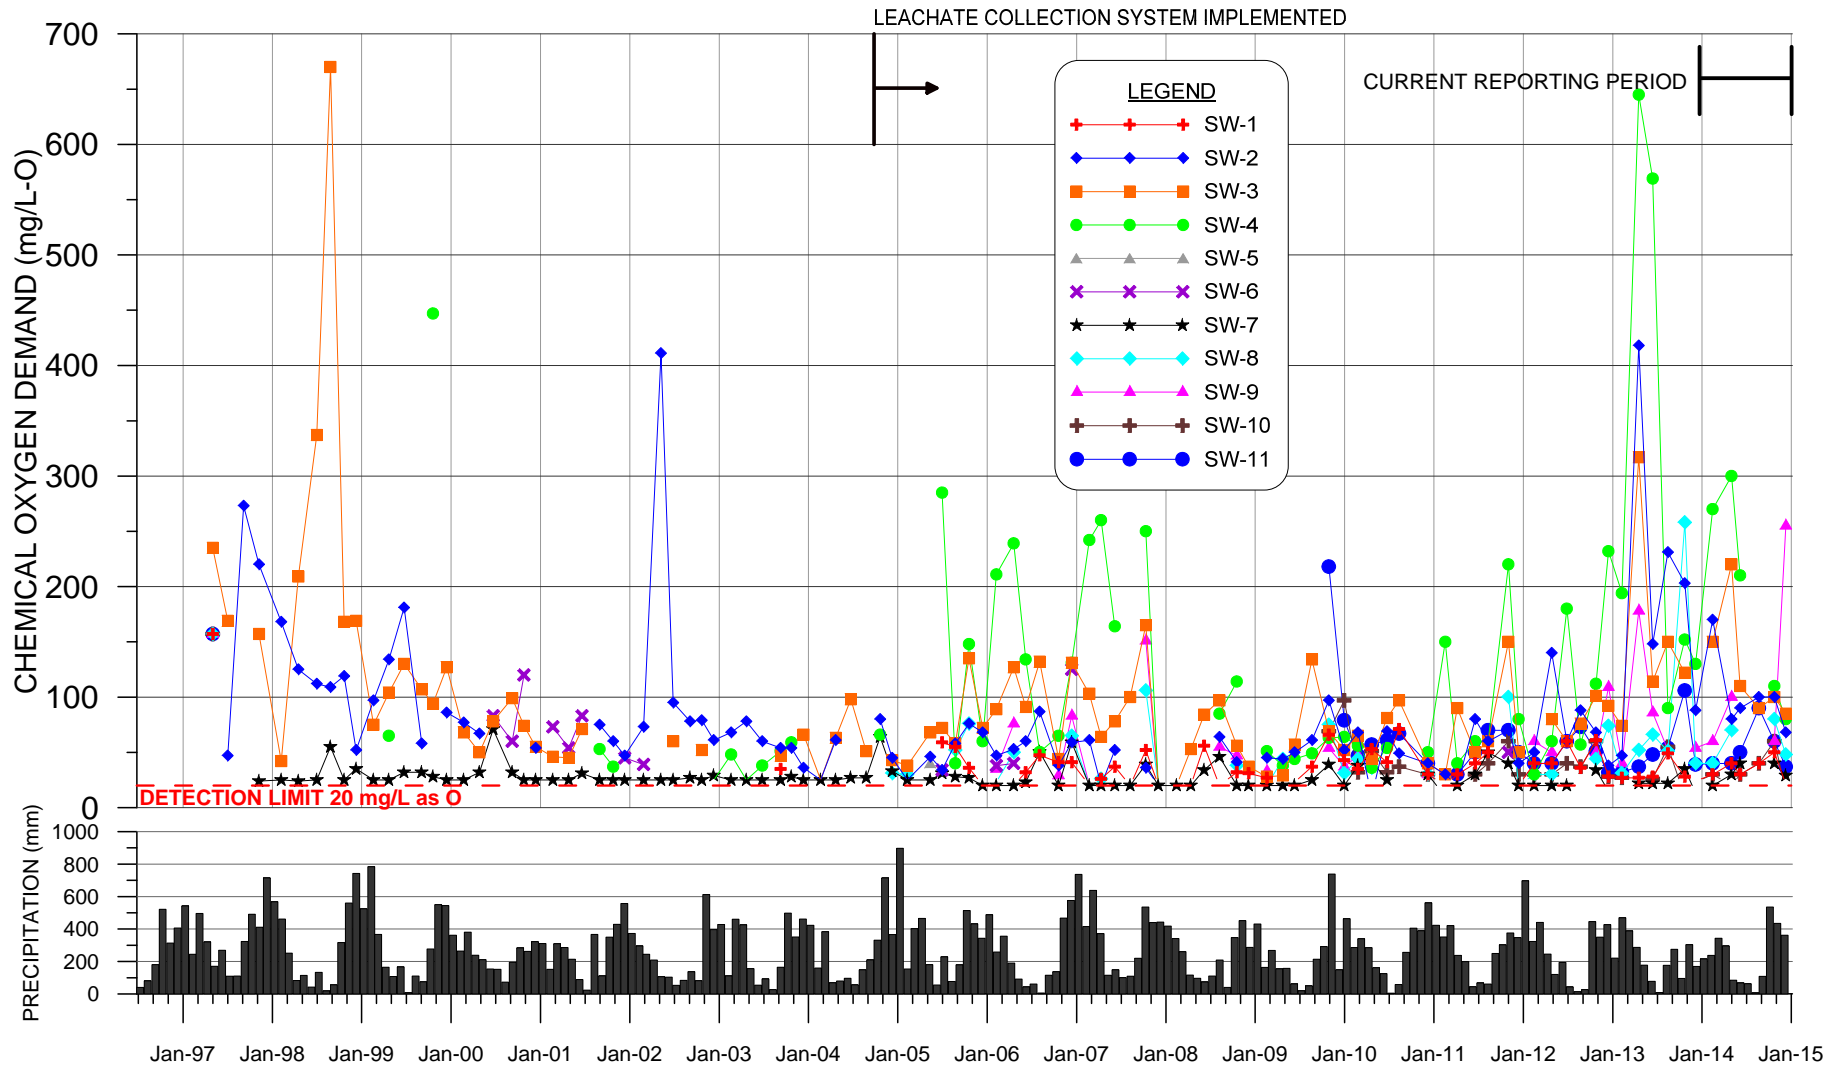 LEACHATE COLLECTION SYSTEM IMPLEMENTED
CURRENT REPORTING PERIOD
CHEMICAL OXYGEN DEMAND (mg/L-O)
700
600
500
400
300
200
100
0
LEGEND
SW-1
SW-2
SW-3
SW-4
SW-5
SW-6
SW-7
SW-8
SW-9
SW-10
SW-11
DETECTION LIMIT 20 mg/L as O
PRECIPITATION (mm)
1000
800
600
400
200
0
Jan-97 Jan-98 Jan-99 Jan-00 Jan-01 Jan-02 Jan-03 Jan-04 Jan-05 Jan-06 Jan-07 Jan-08 Jan-09 Jan-10 Jan-11 Jan-12 Jan-13 Jan-14 Jan-15